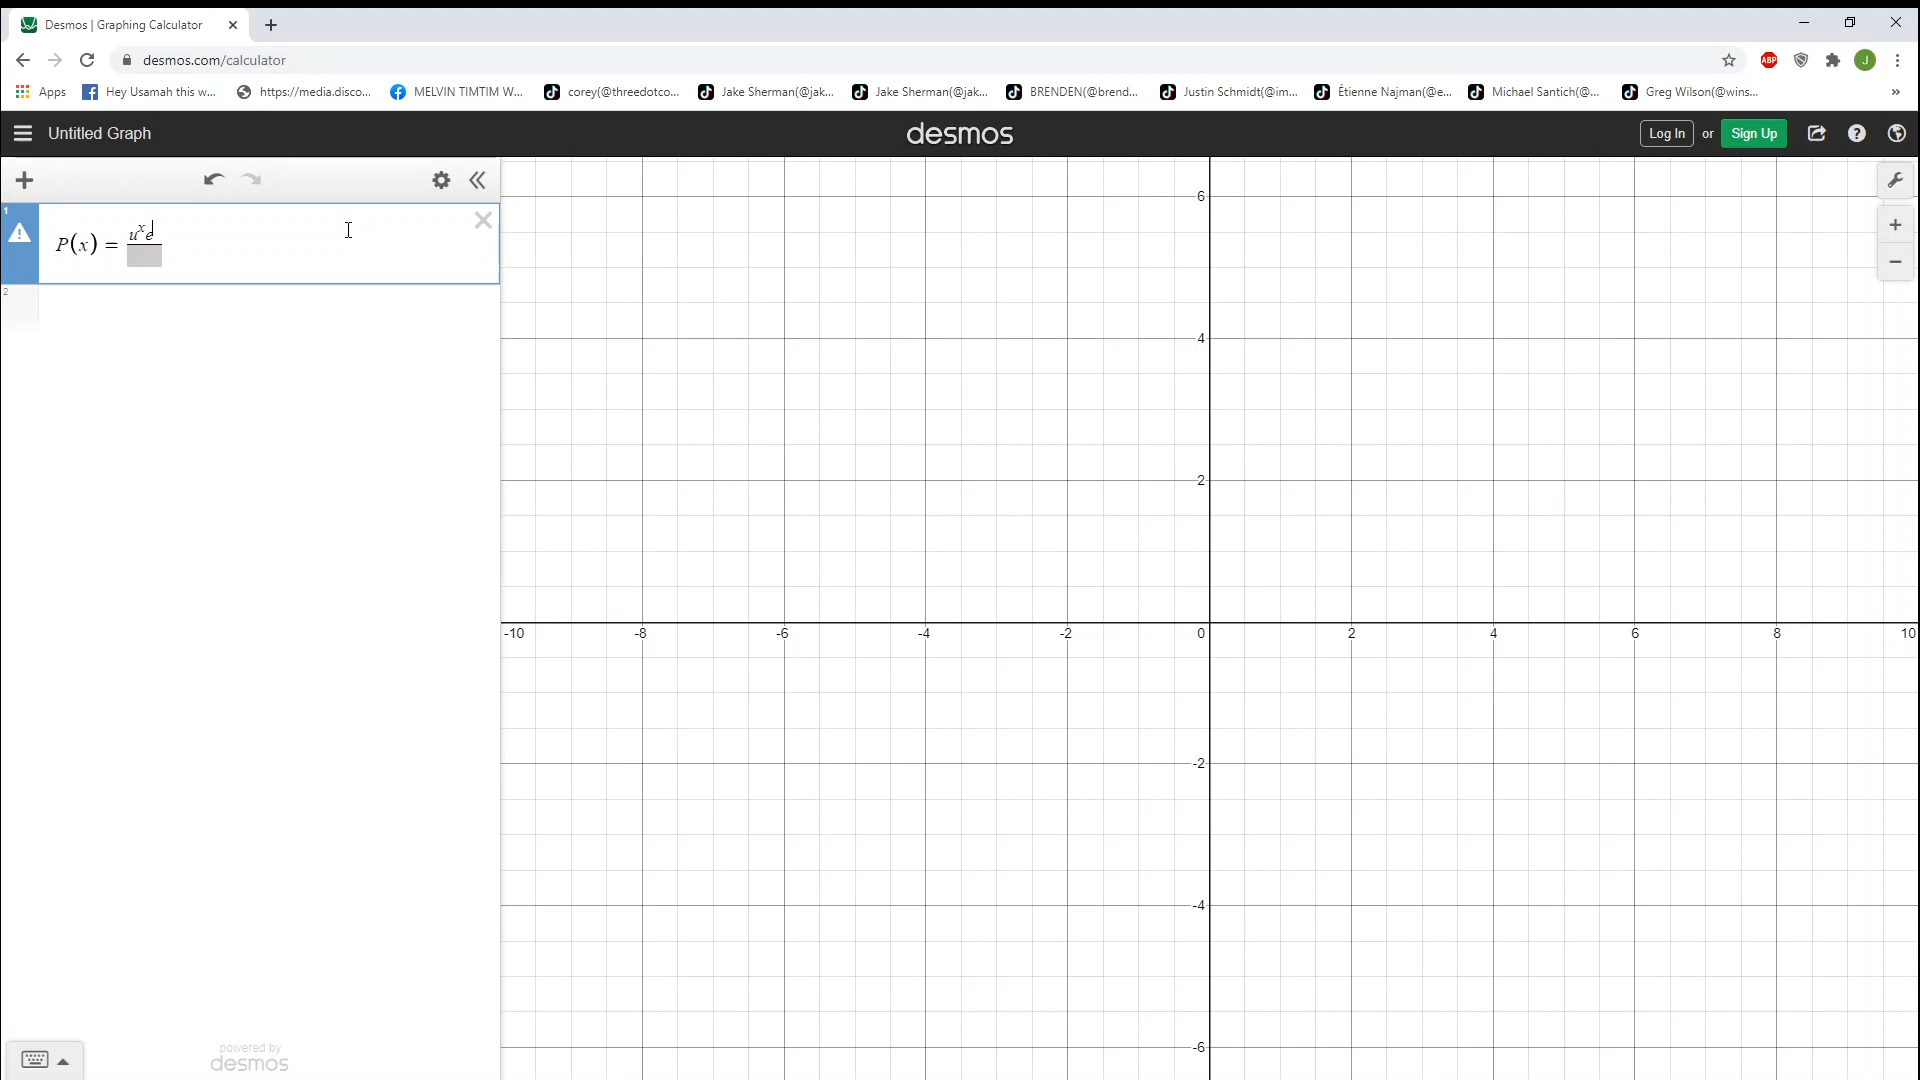 Desmos | Graphing Calculator
desmos.com/calculator
ABP
J
Apps
Hey Usamah this w...
https://media.disco...
MELVIN TIMTIM W...
corey(@threedotco...
Jake Sherman(@jak...
Jake Sherman(@jak...
BRENDEN(@brend...
Justin Schmidt(@im...
Étienne Najman(@e...
Michael Santich(@...
Greg Wilson(@wins...
Untitled Graph
desmos
Log In or Sign Up
1
P(x) = u^x e
2
6
4
2
-10 -8 -6 -4 -2 0 2 4 6 8 10
-2
-4
-6
powered by
desmos